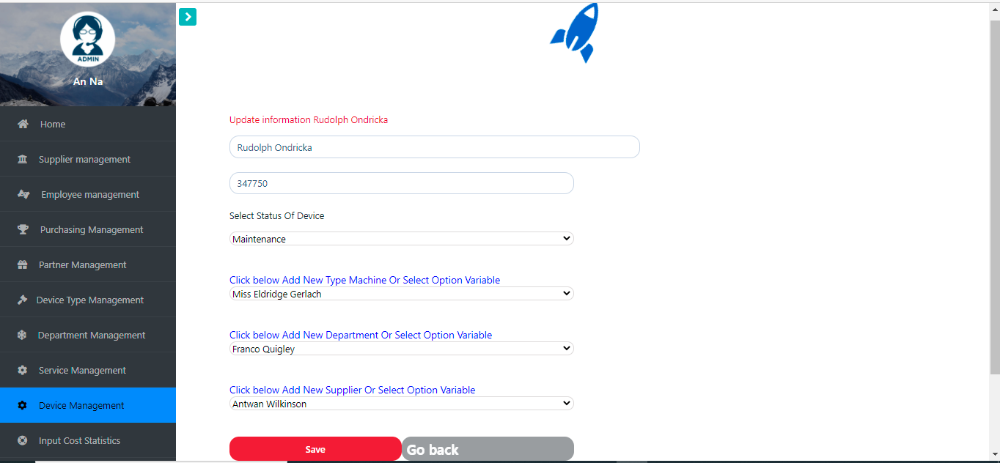 ADMIN
An Na
Home
Supplier management
Employee management
Purchasing Management
Partner Management
Device Type Management
Department Management
Service Management
Device Management
Input Cost Statistics
Update information Rudolph Ondricka
Rudolph Ondricka
347750
Select Status Of Device
Maintenance
Click below Add New Type Machine Or Select Option Variable
Miss Eldridge Gerlach
Click below Add New Department Or Select Option Variable
Franco Quigley
Click below Add New Supplier Or Select Option Variable
Antwan Wilkinson
Save
Go back